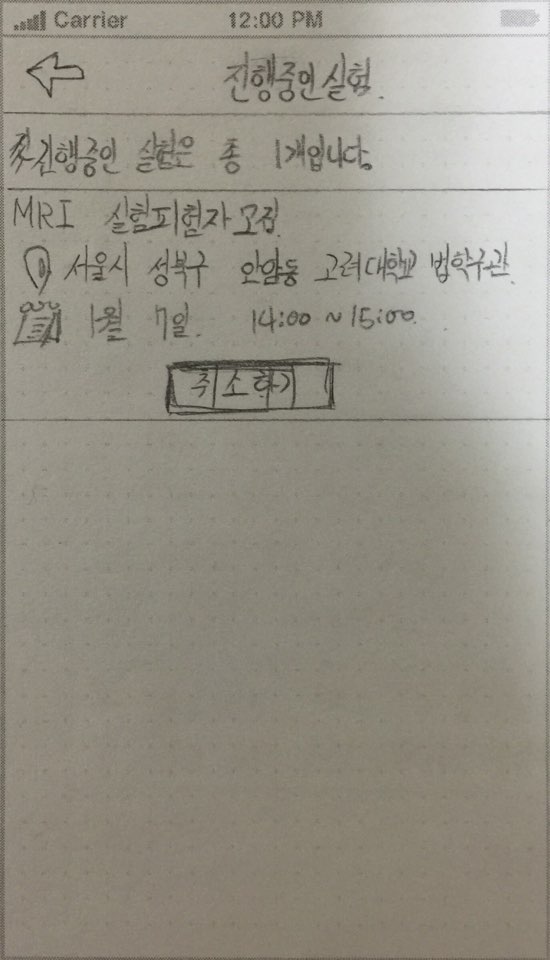 Carrier 12:00 PM
진행중인 실험.
진행중인 실험은 총 1개입니다.
MRI 실험피험자 모집.
서울시 성북구 안암동 고려대학교 법학구관.
1월 7일. 14:00 ~ 15:00.
취소하기